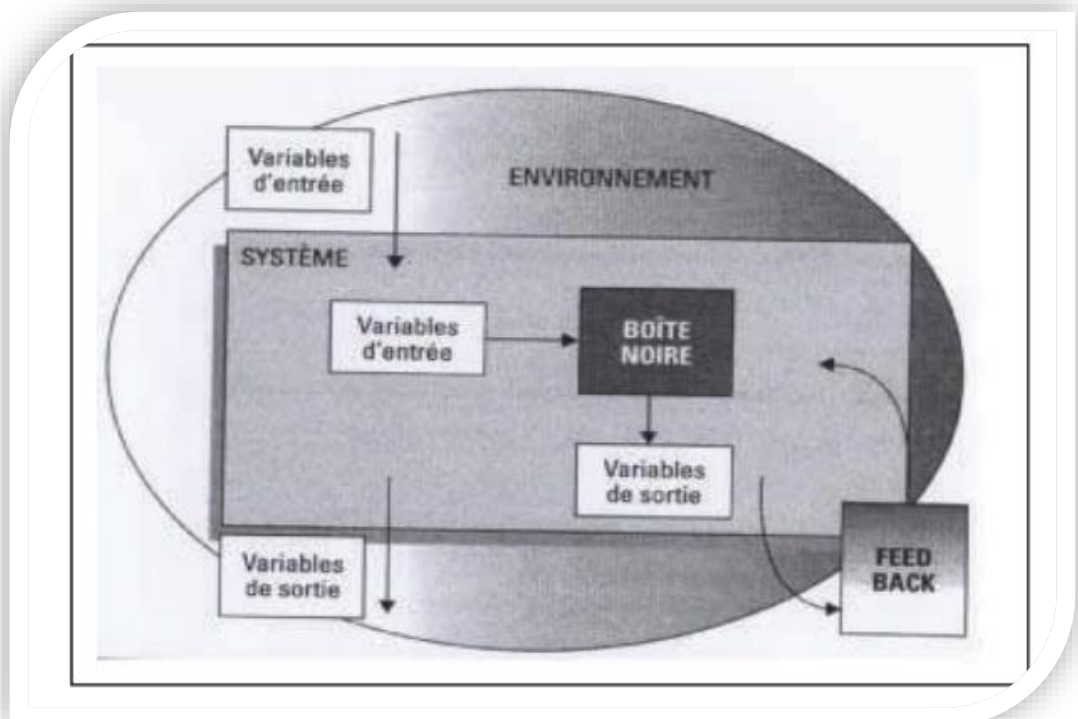 Variables
d'entrée
ENVIRONNEMENT
SYSTÈME
Variables
d'entrée
BOÎTE
NOIRE
Variables
de sortie
Variables
de sortie
FEED
BACK